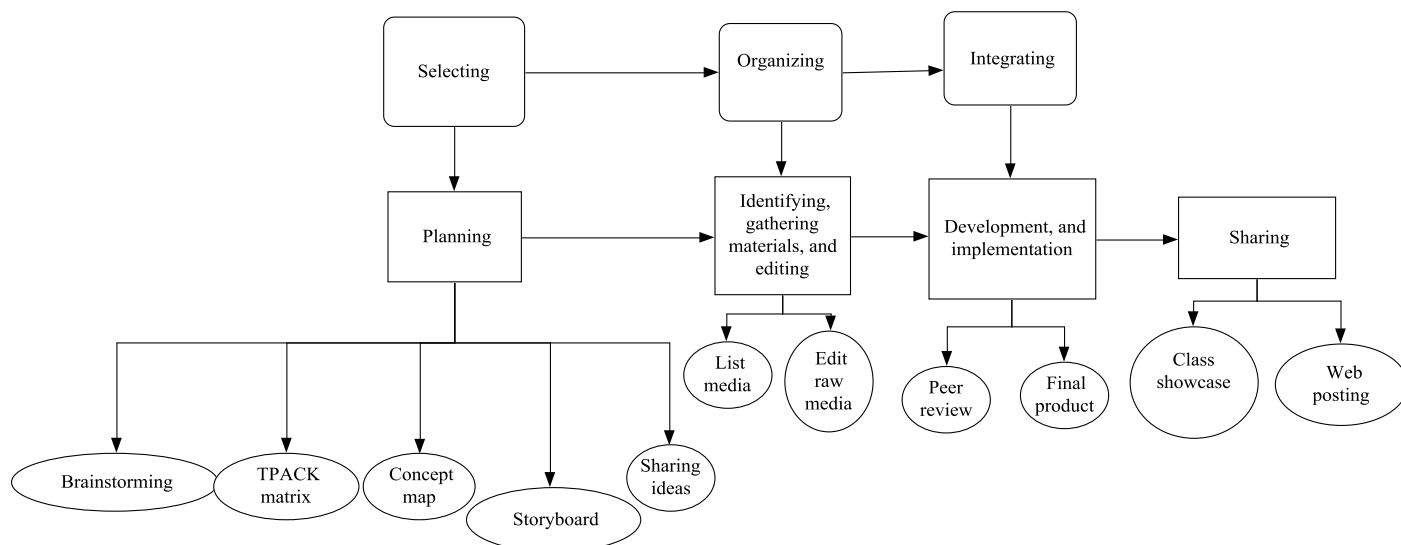 Selecting
Organizing
Integrating
Planning
Identifying,
gathering
materials, and
editing
Development, and
implementation
Sharing
List
media
Edit
raw
media
Peer
review
Final
product
Class
showcase
Web
posting
Brainstorming
TPACK
matrix
Concept
map
Storyboard
Sharing
ideas